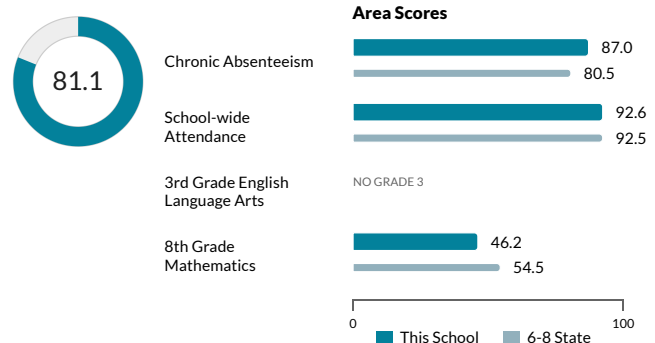 Area Scores
81.1
Chronic Absenteeism
87.0
80.5
School-wide
Attendance
92.6
92.5
3rd Grade English
Language Arts
NO GRADE 3
8th Grade
Mathematics
46.2
54.5
0
100
This School
6-8 State